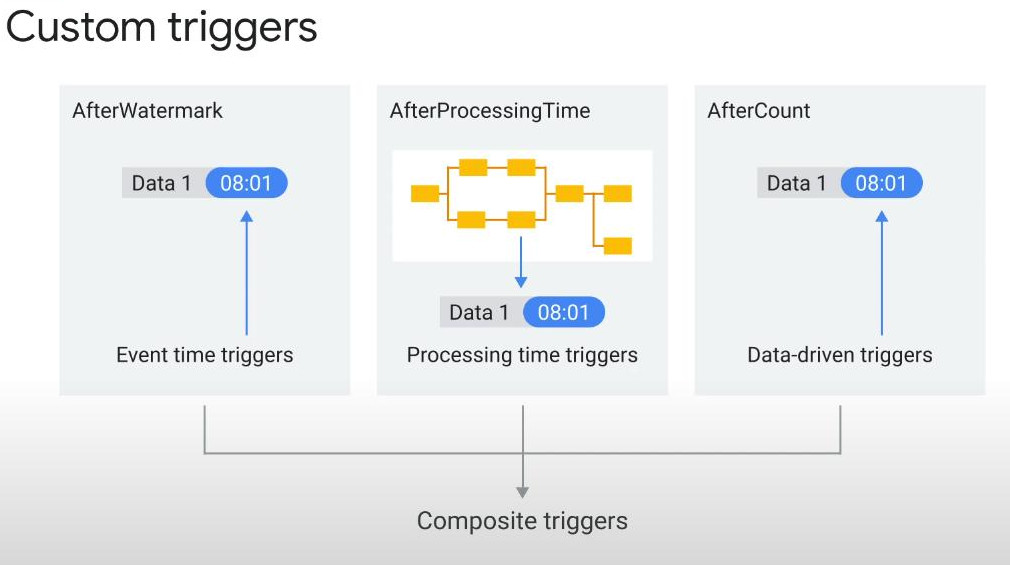 Custom triggers
AfterWatermark
Data 1 08:01
Event time triggers
AfterProcessingTime
Data 1 08:01
Processing time triggers
AfterCount
Data 1 08:01
Data-driven triggers
Composite triggers